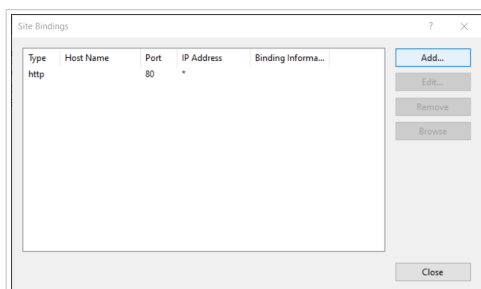 Site Bindings ?
Type Host Name Port IP Address Binding Informa...
http 80 *
Add...
Edit...
Remove
Browse
Close